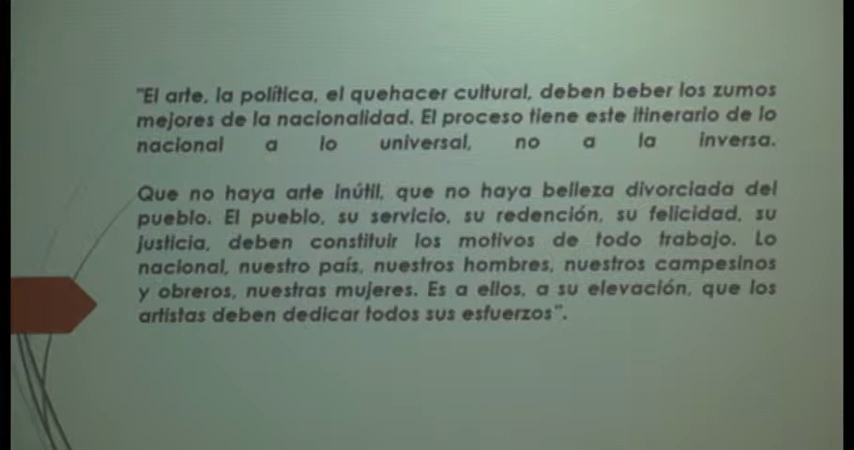 "El arte, la política, el quehacer cultural, deben beber los zumos
mejores de la nacionalidad. El proceso tiene este itinerario de lo
nacional a lo universal, no a la inversa.
Que no haya arte inútil, que no haya belleza divorciada del
pueblo. El pueblo, su servicio, su redención, su felicidad, su
justicia, deben constituir los motivos de todo trabajo. Lo
nacional, nuestro país, nuestros hombres, nuestros campesinos
y obreros, nuestras mujeres. Es a ellos, a su elevación, que los
artistas deben dedicar todos sus esfuerzos".